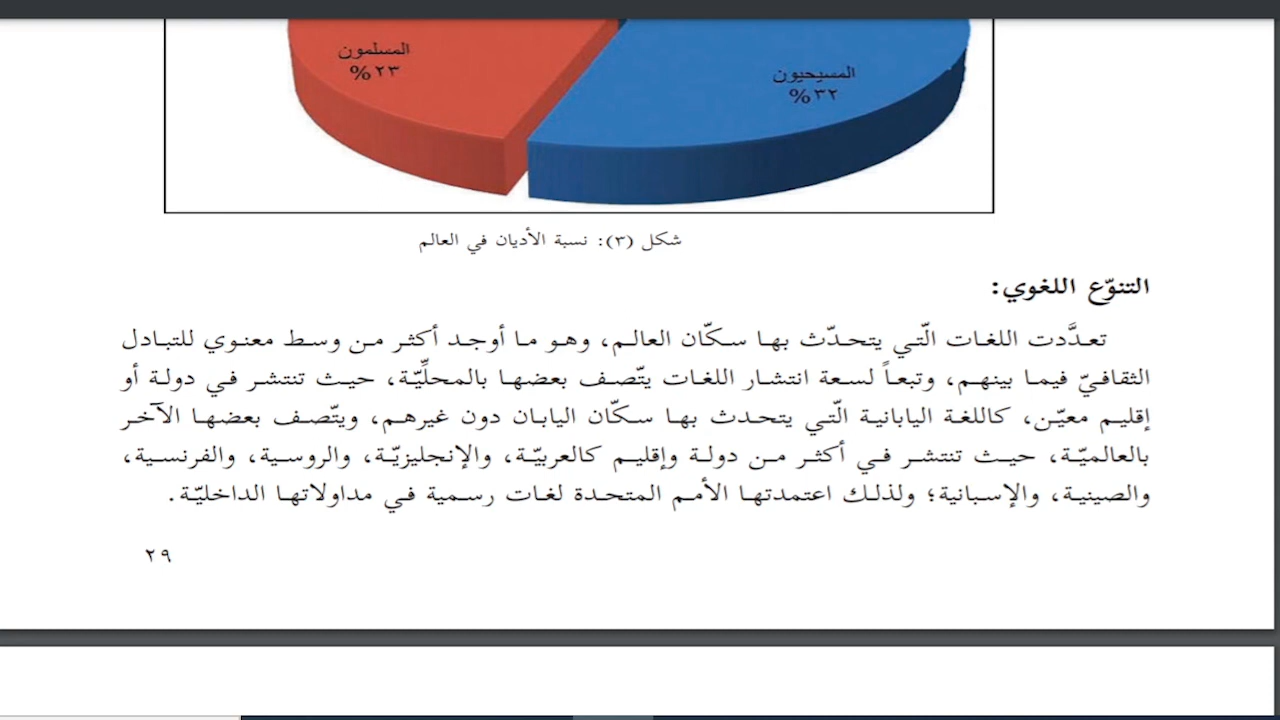 المسلمون
%٢٣
المسيحيون
%٣٢
شكل (٣): نسبة الأديان في العالم
التنوّع اللغوي:
تعدَّدت اللغات الّتي يتحدّث بها سكّان العالم، وهو ما أوجد أكثر من وسط معنوي للتبادل
الثقافيّ فيما بينهم، وتبعاً لسعة انتشار اللغات يتّصف بعضها بالمحلِّيّة، حيث تنتشر في دولة أو
إقليم معيّن، كاللغة اليابانية الّتي يتحدث بها سكّان اليابان دون غيرهم، ويتّصف بعضها الآخر
بالعالميّة، حيث تنتشر في أكثر من دولة وإقليم كالعربيّة، والإنجليزيّة، والروسية، والفرنسية،
والصينية، والإسبانية؛ ولذلك اعتمدتها الأمم المتحدة لغات رسمية في مداولاتها الداخليّة.
٢٩